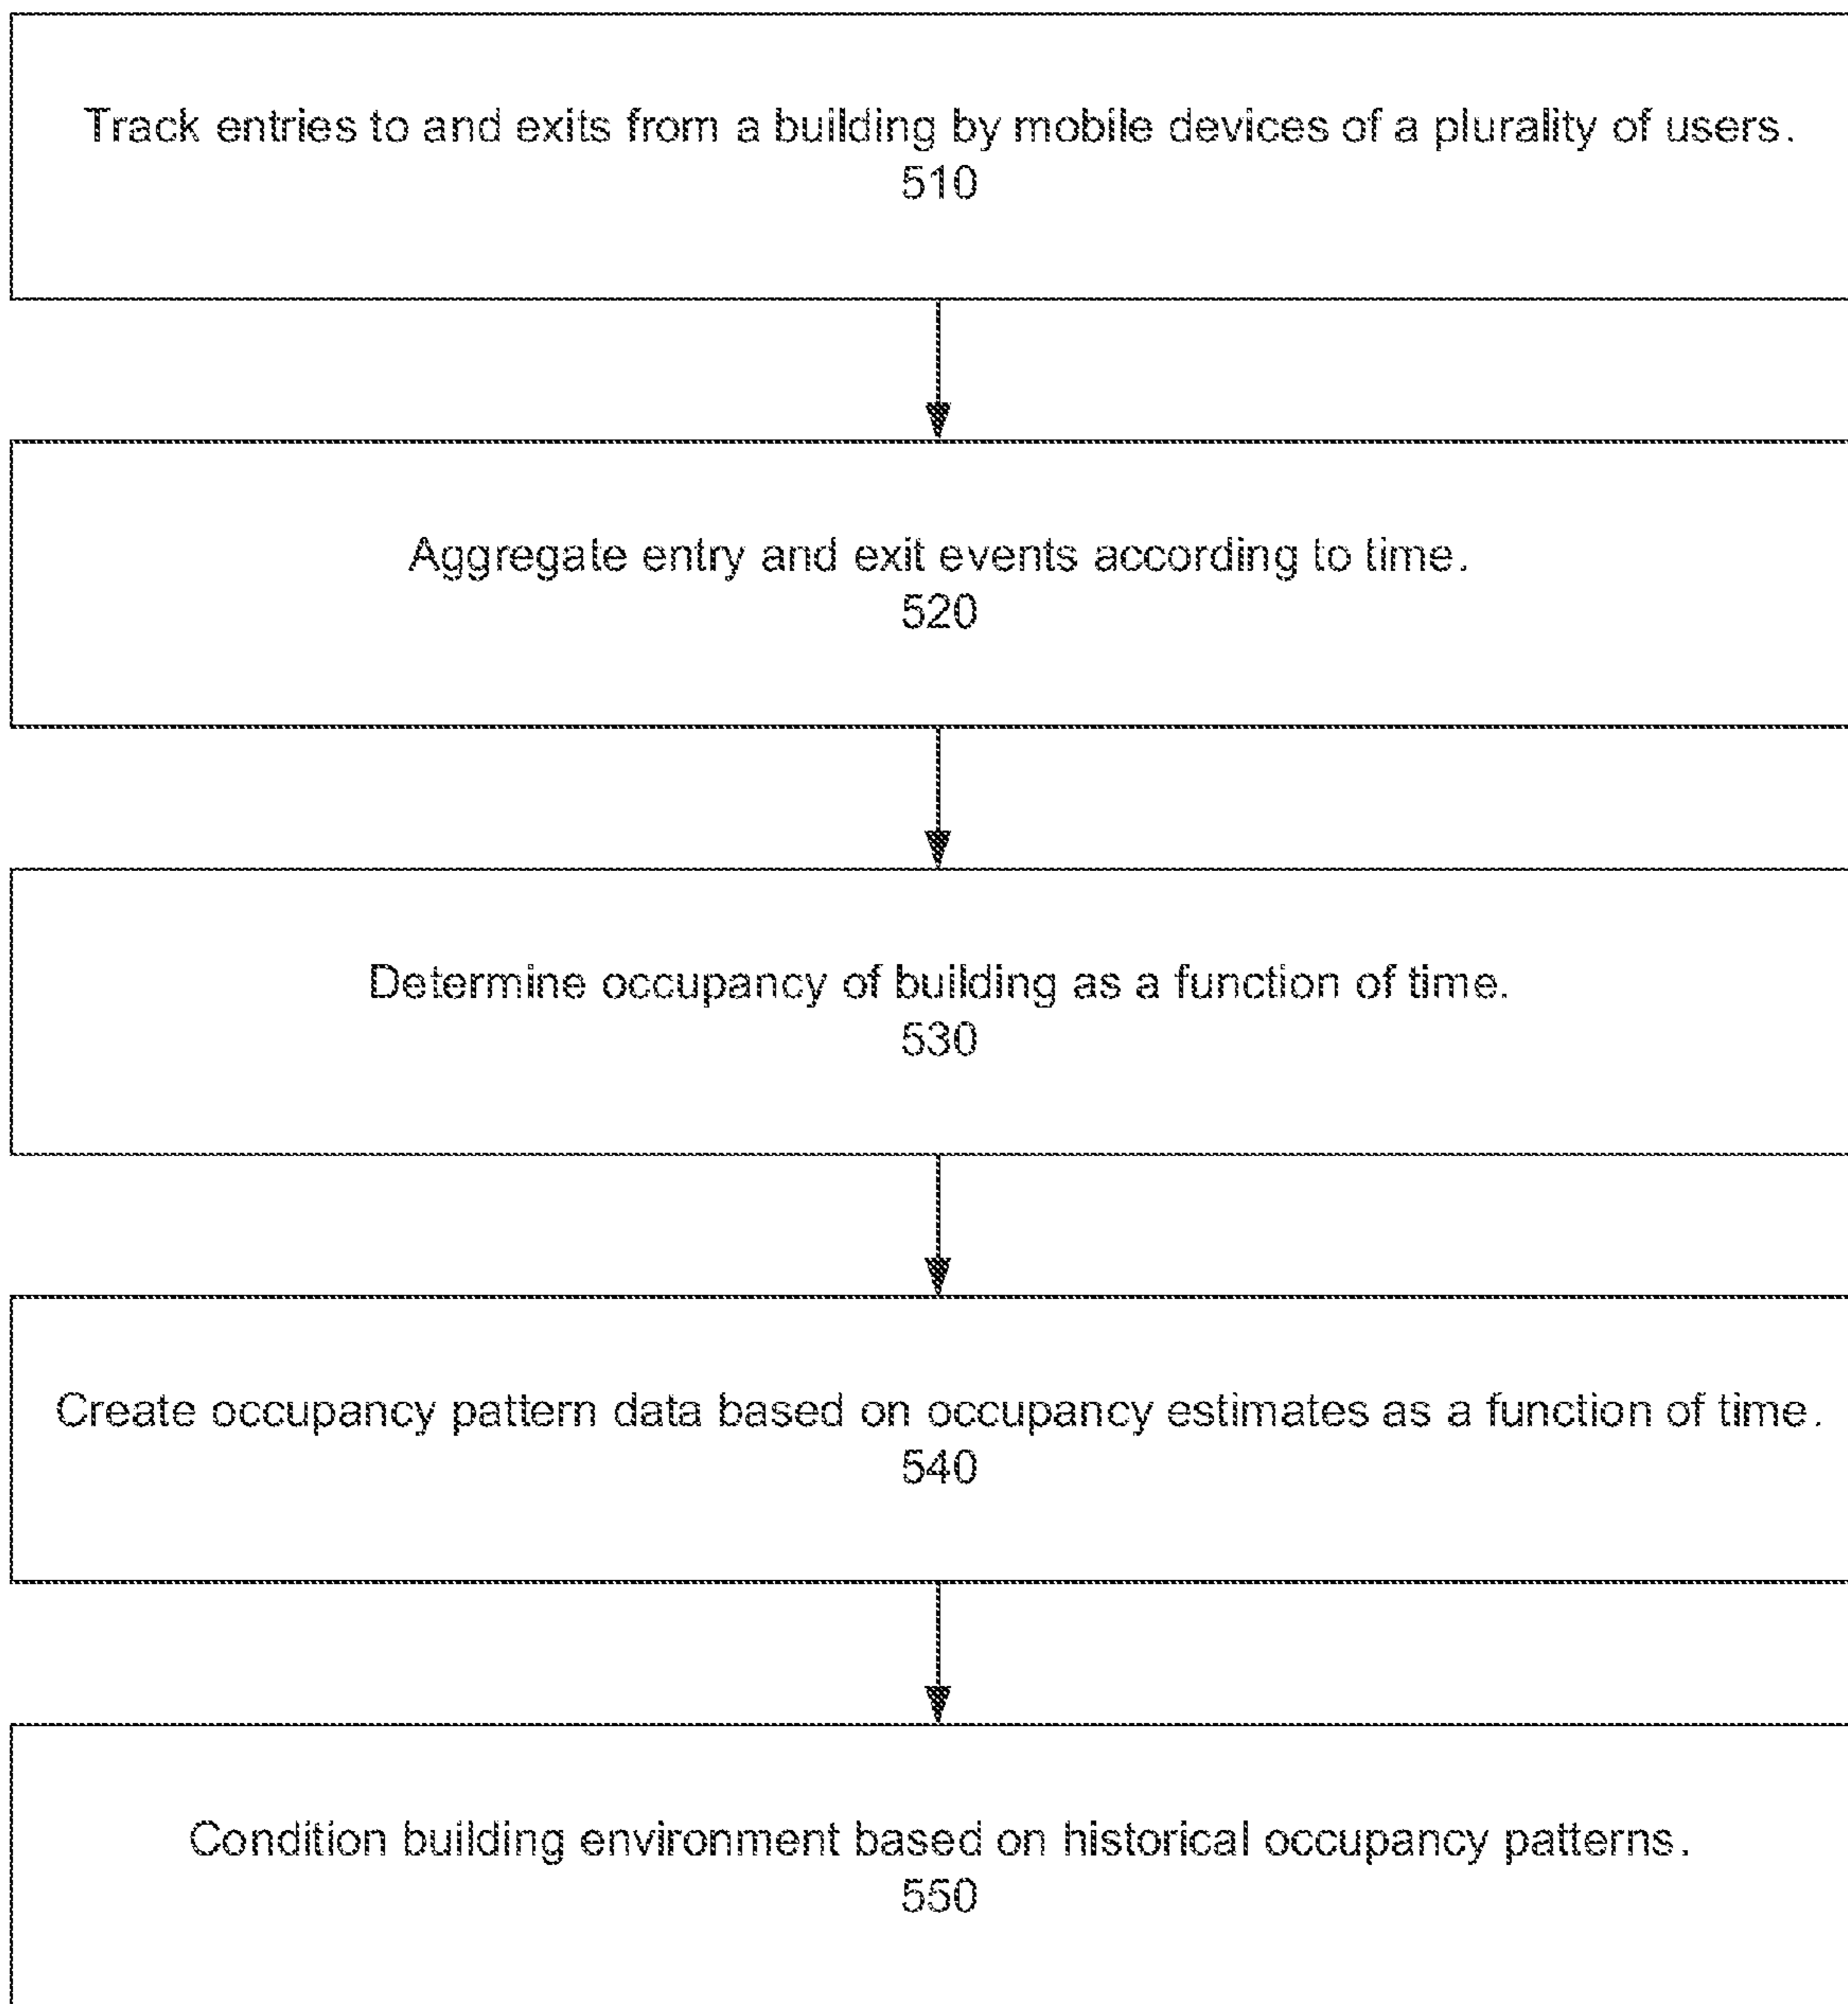 Track entries to and exits from a building by mobile devices of a plurality of users.
510
Aggregate entry and exit events according to time.
520
Determine occupancy of building as a function of time.
530
Create occupancy pattern data based on occupancy estimates as a function of time.
540
Condition building environment based on historical occupancy patterns.
550